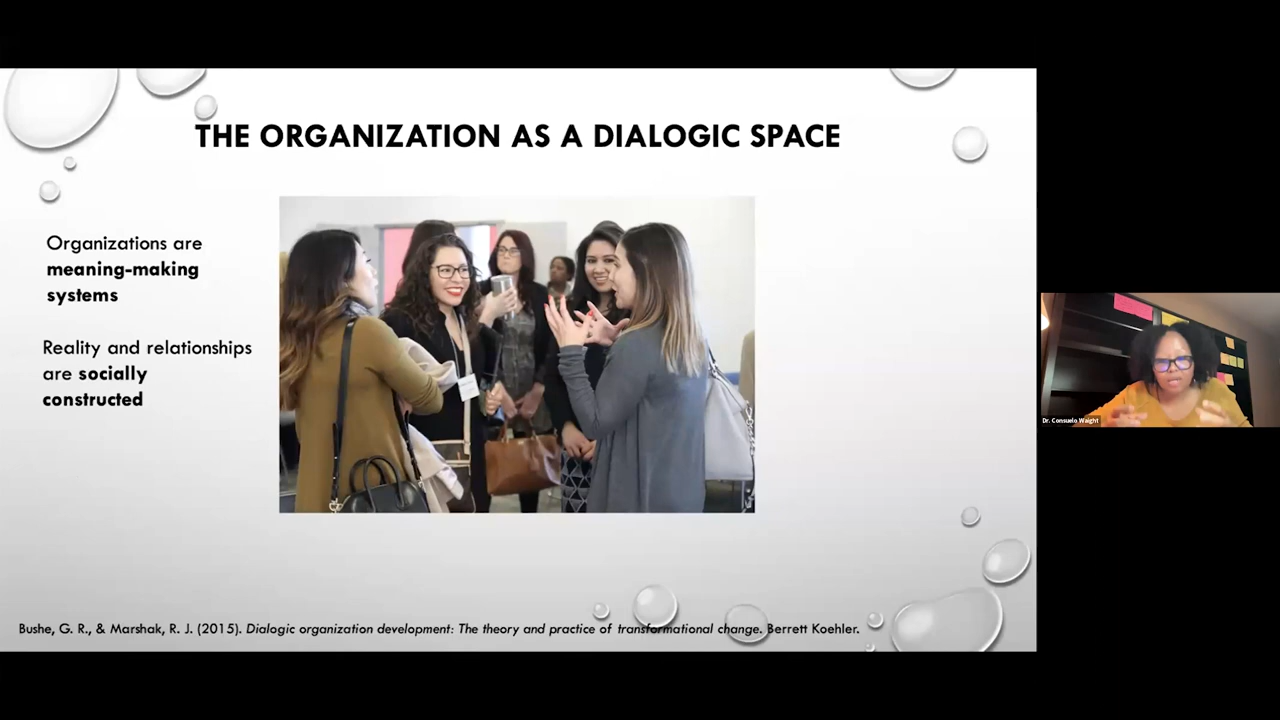 THE ORGANIZATION AS A DIALOGIC SPACE
Organizations are
meaning-making
systems
Reality and relationships
are socially
constructed
Bushe, G. R., & Marshak, R. J. (2015). Dialogic organization development: The theory and practice of transformational change. Berrett Koehler.
Dr. Consuelo Waight